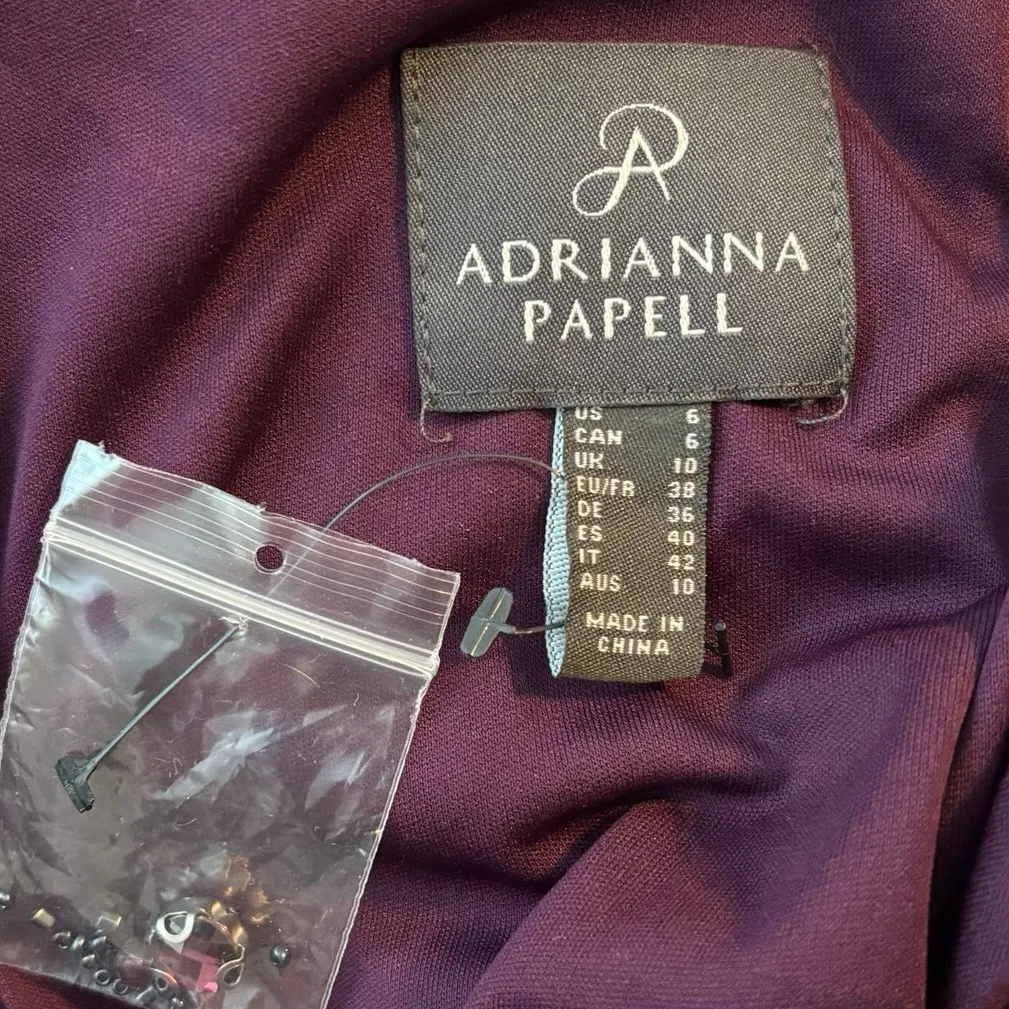 AP
ADRIANNA
PAPELL
US 6
CAN 6
UK 10
EU/FR 38
DE 36
ES 40
IT 42
AUS 10
MADE IN
CHINA